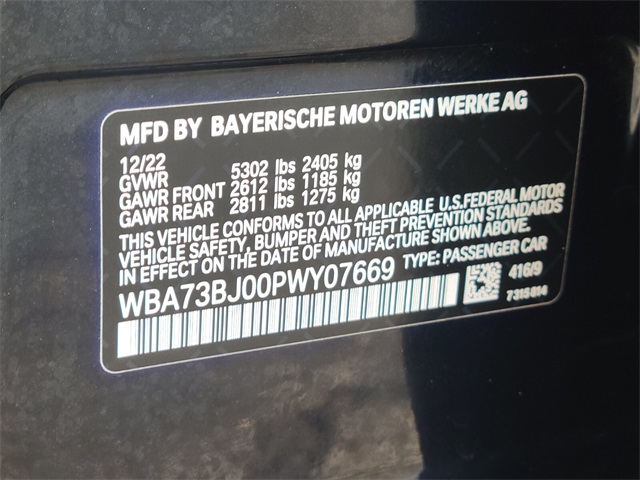 MFD BY BAYERISCHE MOTOREN WERKE AG
12/22
GVWR 5302 lbs 2405 kg
GAWR FRONT 2612 lbs 1185 kg
GAWR REAR 2811 lbs 1275 kg
THIS VEHICLE CONFORMS TO ALL APPLICABLE U.S.FEDERAL MOTOR
VEHICLE SAFETY, BUMPER AND THEFT PREVENTION STANDARDS
IN EFFECT ON THE DATE OF MANUFACTURE SHOWN ABOVE.
WBA73BJ00PWY07669 TYPE: PASSENGER CAR
416/9
7315814